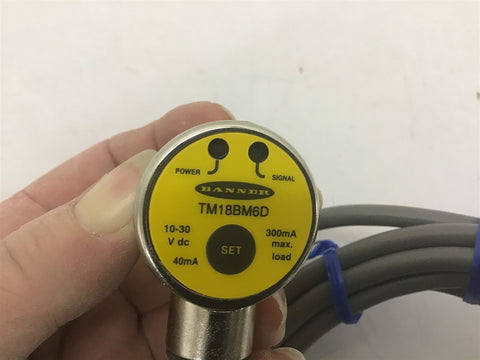 POWER SIGNAL
BANNER
TM18BM6D
10-30 300mA
V dc SET max.
40mA load